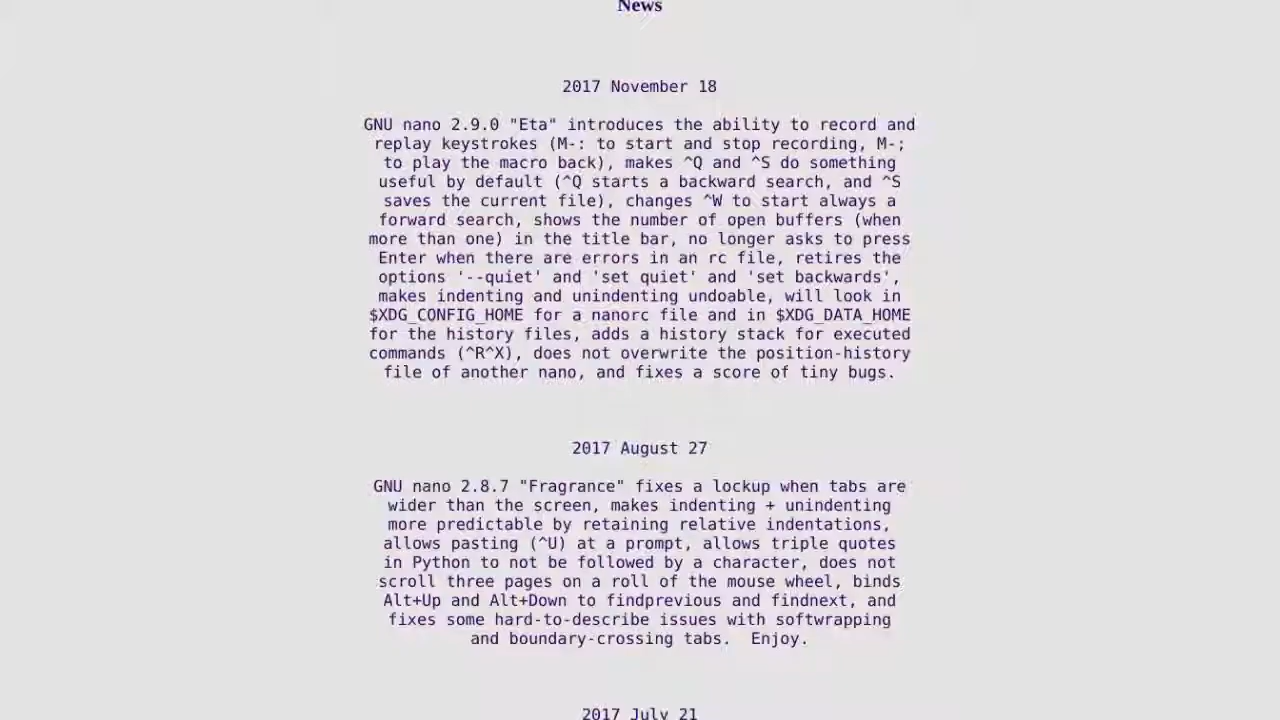 News
2017 November 18
GNU nano 2.9.0 "Eta" introduces the ability to record and
replay keystrokes (M-: to start and stop recording, M-;
to play the macro back), makes ^Q and ^S do something
useful by default (^Q starts a backward search, and ^S
saves the current file), changes ^W to start always a
forward search, shows the number of open buffers (when
more than one) in the title bar, no longer asks to press
Enter when there are errors in an rc file, retires the
options '--quiet' and 'set quiet' and 'set backwards',
makes indenting and unindenting undoable, will look in
$XDG_CONFIG_HOME for a nanorc file and in $XDG_DATA_HOME
for the history files, adds a history stack for executed
commands (^R^X), does not overwrite the position-history
file of another nano, and fixes a score of tiny bugs.
2017 August 27
GNU nano 2.8.7 "Fragrance" fixes a lockup when tabs are
wider than the screen, makes indenting + unindenting
more predictable by retaining relative indentations,
allows pasting (^U) at a prompt, allows triple quotes
in Python to not be followed by a character, does not
scroll three pages on a roll of the mouse wheel, binds
Alt+Up and Alt+Down to findprevious and findnext, and
fixes some hard-to-describe issues with softwrapping
and boundary-crossing tabs.  Enjoy.
2017 July 21